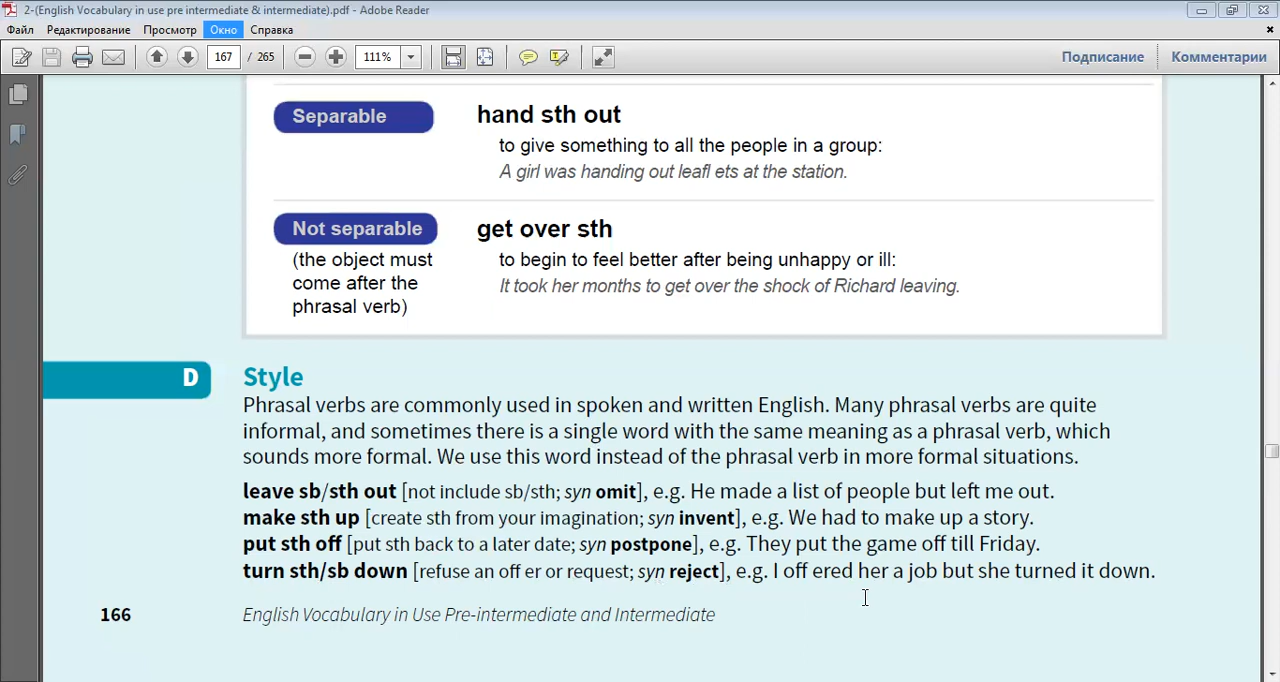 2-(English Vocabulary in use pre intermediate & intermediate).pdf - Adobe Reader
Файл Редактирование Просмотр Окно Справка
167 / 265 111% Подписание Комментарии
Separable hand sth out
to give something to all the people in a group:
A girl was handing out leafl ets at the station.
Not separable get over sth
(the object must to begin to feel better after being unhappy or ill:
come after the It took her months to get over the shock of Richard leaving.
phrasal verb)
D Style
Phrasal verbs are commonly used in spoken and written English. Many phrasal verbs are quite
informal, and sometimes there is a single word with the same meaning as a phrasal verb, which
sounds more formal. We use this word instead of the phrasal verb in more formal situations.
leave sb/sth out [not include sb/sth; syn omit], e.g. He made a list of people but left me out.
make sth up [create sth from your imagination; syn invent], e.g. We had to make up a story.
put sth off [put sth back to a later date; syn postpone], e.g. They put the game off till Friday.
turn sth/sb down [refuse an off er or request; syn reject], e.g. I off ered her a job but she turned it down.
166 English Vocabulary in Use Pre-intermediate and Intermediate